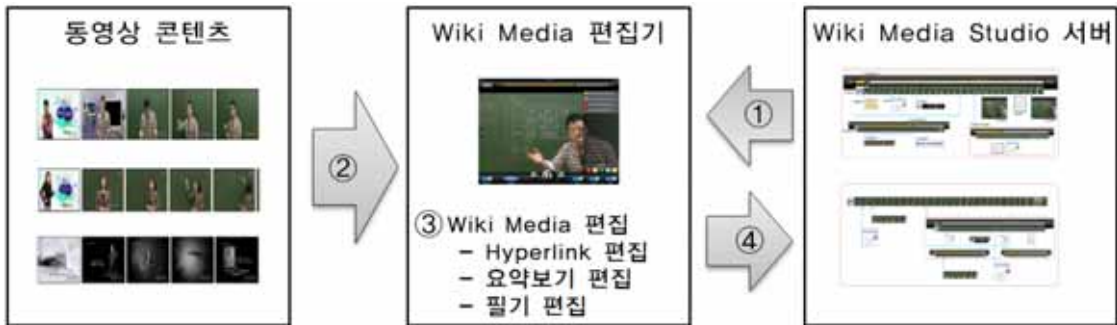 동영상 콘텐츠
②
Wiki Media 편집기
③ Wiki Media 편집
– Hyperlink 편집
– 요약보기 편집
– 필기 편집
①
④
Wiki Media Studio 서버